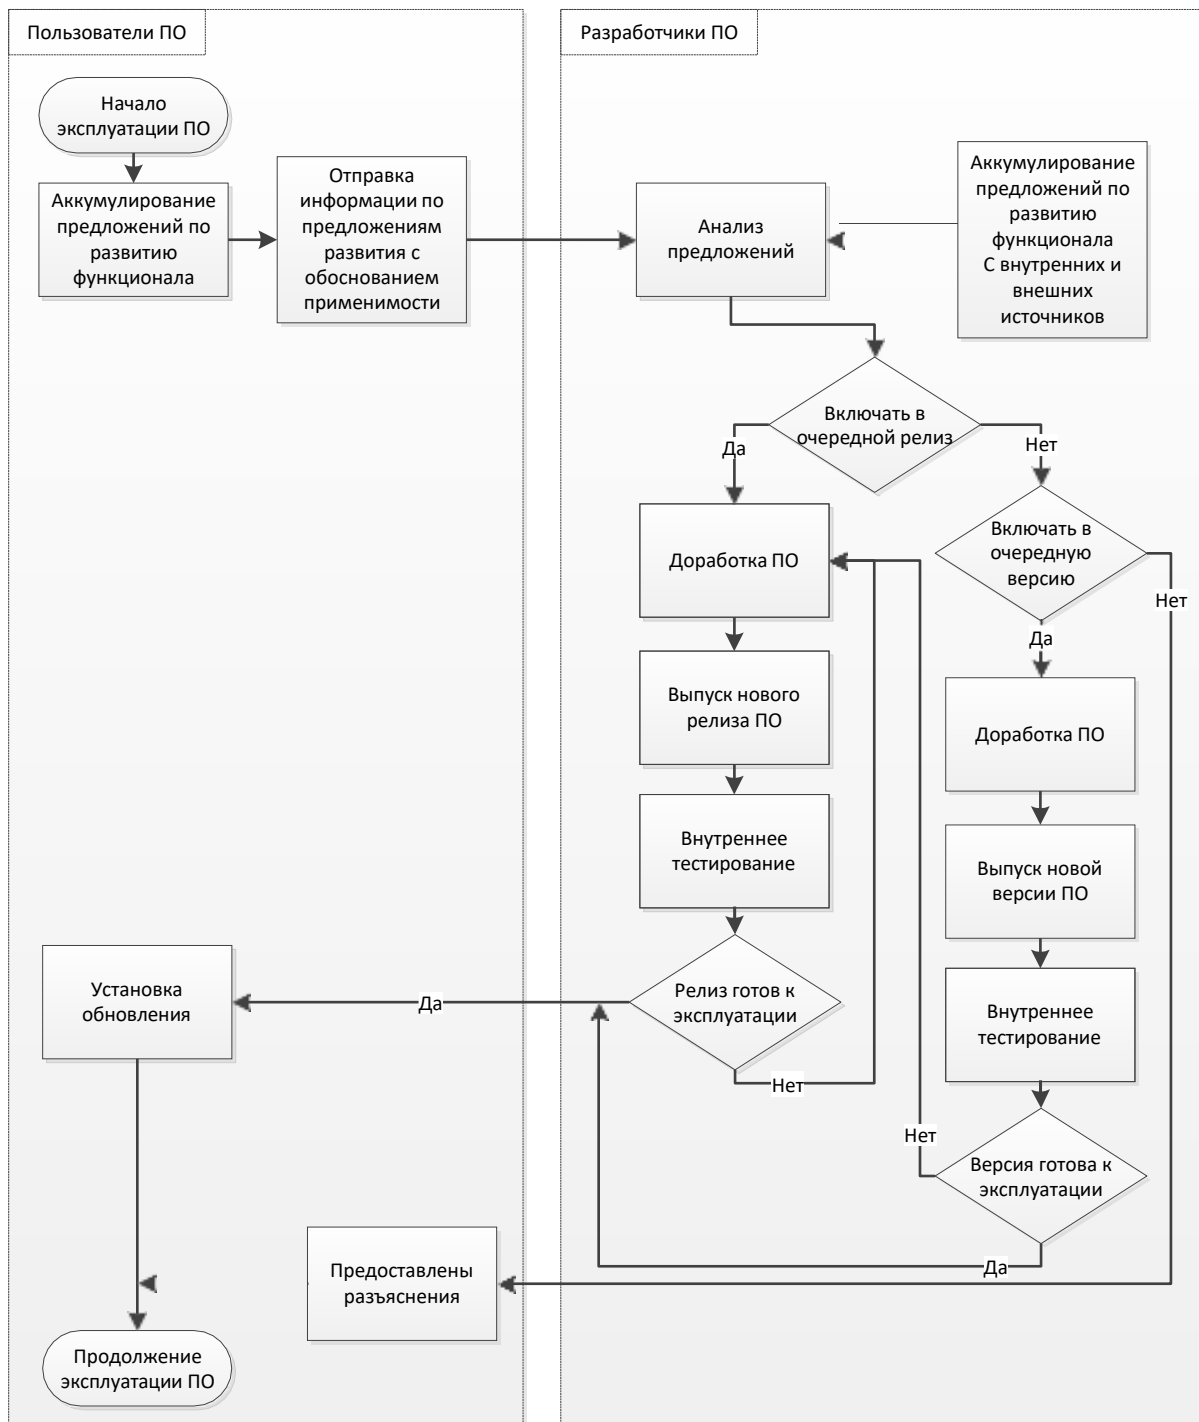 Пользователи ПО
Разработчики ПО
Начало
эксплуатации ПО
Аккумулирование
предложений по
развитию
функционала
Отправка
информации по
предложениям
развития с
обоснованием
применимости
Анализ
предложений
Аккумулирование
предложений по
развитию
функционала
С внутренних и
внешних
источников
Включать в
очередной релиз
Да
Нет
Доработка ПО
Включать в
очередную
версию
Нет
Да
Выпуск нового
релиза ПО
Доработка ПО
Внутреннее
тестирование
Выпуск новой
версии ПО
Установка
обновления
Да
Релиз готов к
эксплуатации
Внутреннее
тестирование
Нет
Нет
Версия готова к
эксплуатации
Да
Предоставлены
разъяснения
Продолжение
эксплуатации ПО